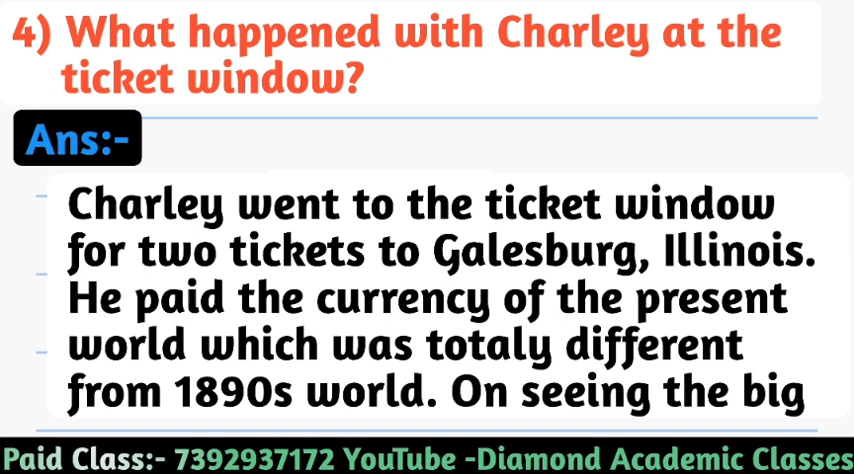 4) What happened with Charley at the
ticket window?
Ans:-
Charley went to the ticket window
for two tickets to Galesburg, Illinois.
He paid the currency of the present
world which was totaly different
from 1890s world. On seeing the big
Paid Class:- 7392937172 YouTube -Diamond Academic Classes